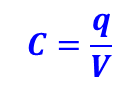 C = q/V